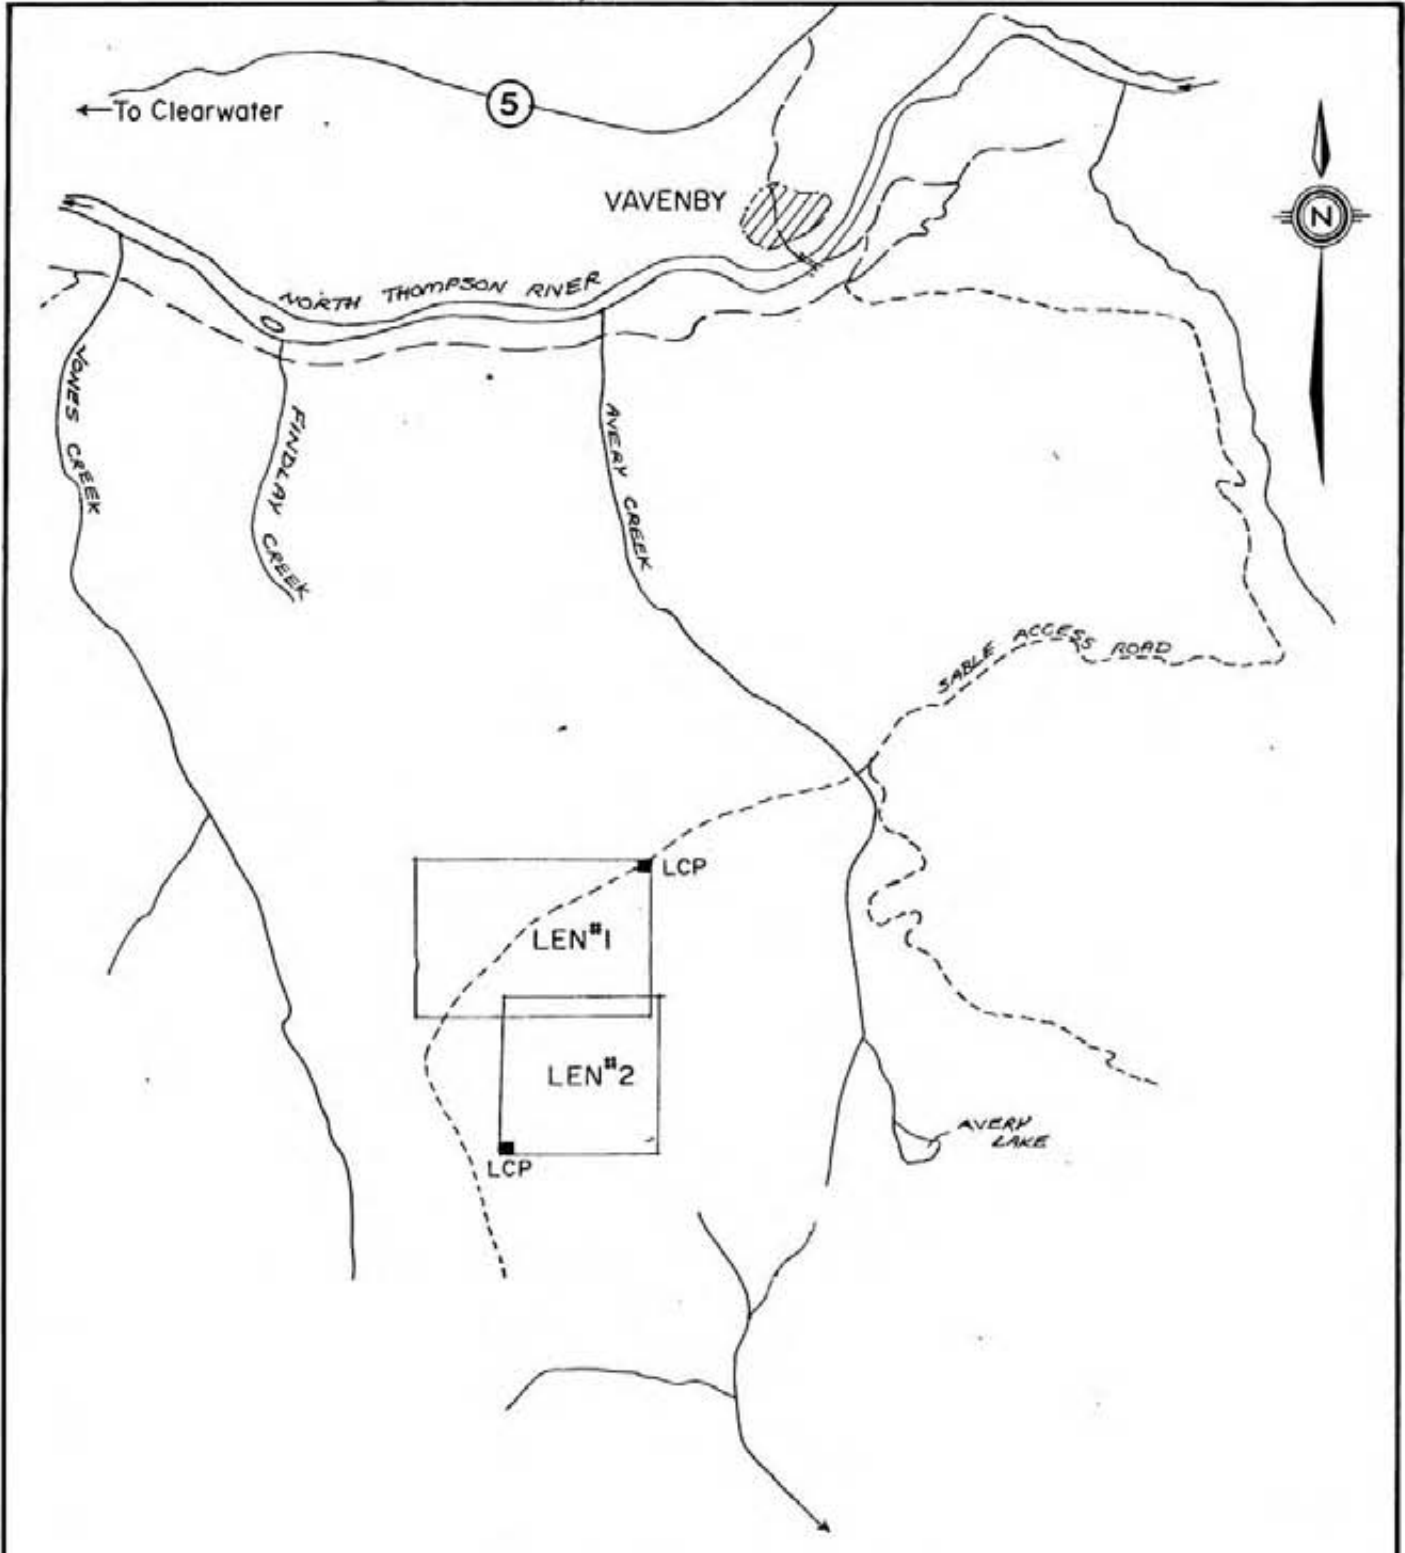 5
←To Clearwater
VAVENBY
N
NORTH THOMPSON RIVER
JONES CREEK
FINDLAY CREEK
AVERY CREEK
SABLE ACCESS ROAD
LCP
LEN#1
LEN#2
LCP
AVERY
LAKE